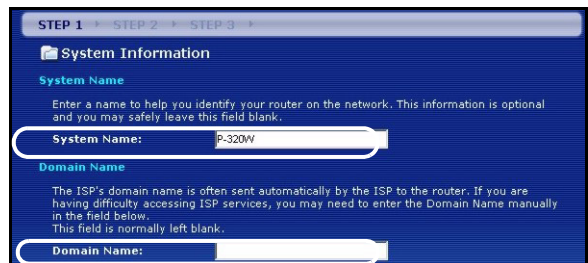 STEP 1 STEP 2 STEP 3
System Information
System Name
Enter a name to help you identify your router on the network. This information is optional
and you may safely leave this field blank.
System Name: P-320W
Domain Name
The ISP's domain name is often sent automatically by the ISP to the router. If you are
having difficulty accessing ISP services, you may need to enter the Domain Name manually
in the field below.
This field is normally left blank.
Domain Name: